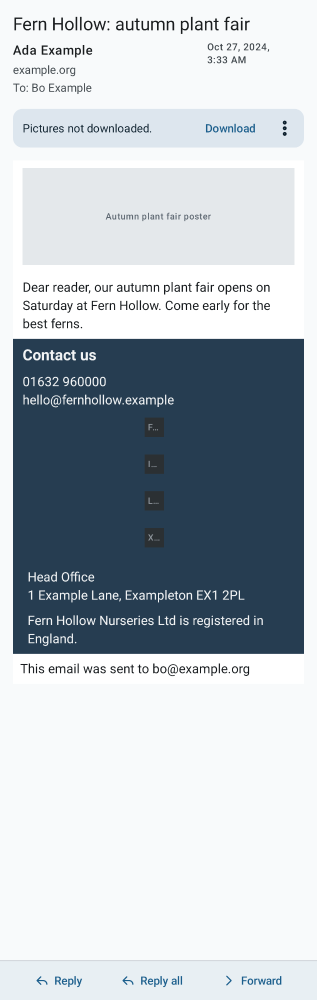 Fern Hollow: autumn plant fair
Ada Example
Oct 27, 2024,
3:33 AM
example.org
To: Bo Example
Pictures not downloaded.
Download
Autumn plant fair poster
Dear reader, our autumn plant fair opens on
Saturday at Fern Hollow. Come early for the
best ferns.
Contact us
01632 960000
hello@fernhollow.example
F...
I...
L...
X...
Head Office
1 Example Lane, Exampleton EX1 2PL
Fern Hollow Nurseries Ltd is registered in
England.
This email was sent to bo@example.org
Reply
Reply all
Forward